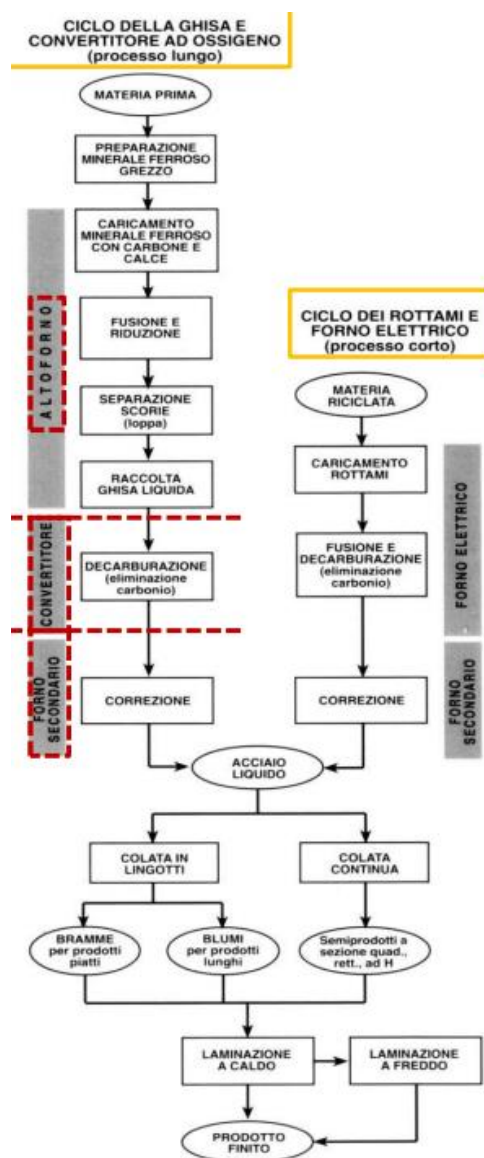 CICLO DELLA GHISA E
CONVERTITORE AD OSSIGENO
(processo lungo)
MATERIA PRIMA
PREPARAZIONE
MINERALE FERROSO
GREZZO
CARICAMENTO
MINERALE FERROSO
CON CARBONE E
CALCE
FUSIONE E
RIDUZIONE
SEPARAZIONE
SCORIE
(loppa)
RACCOLTA
GHISA LIQUIDA
DECARBURAZIONE
(eliminazione
carbonio)
CORREZIONE
ALTOFORNO
CONVERTITORE
FORNO
SECONDARIO
CICLO DEI ROTTAMI E
FORNO ELETTRICO
(processo corto)
MATERIA
RICICLATA
CARICAMENTO
ROTTAMI
FUSIONE E
DECARBURAZIONE
(eliminazione
carbonio)
CORREZIONE
FORNO ELETTRICO
FORNO
SECONDARIO
ACCIAIO
LIQUIDO
COLATA IN
LINGOTTI
COLATA
CONTINUA
BRAMME
per prodotti
piatti
BLUMI
per prodotti
lunghi
Semiprodotti a
sezione quad.,
rett., ad H
LAMINAZIONE
A CALDO
LAMINAZIONE
A FREDDO
PRODOTTO
FINITO